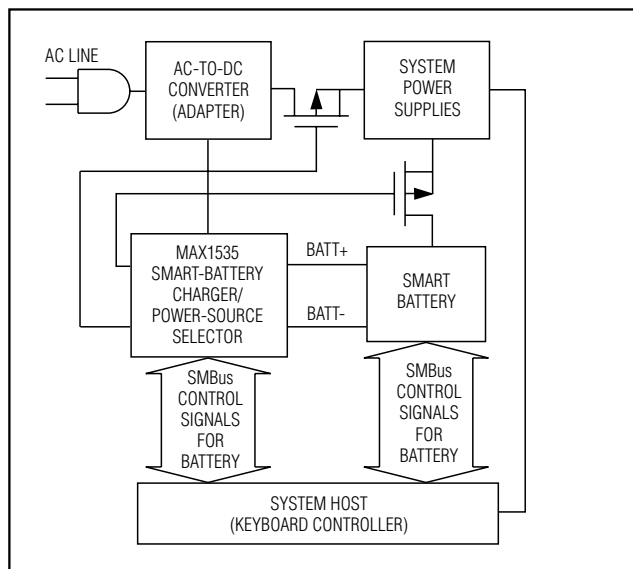 AC LINE
AC-TO-DC
CONVERTER
(ADAPTER)
SYSTEM
POWER
SUPPLIES
MAX1535
SMART-BATTERY
CHARGER/
POWER-SOURCE
SELECTOR
BATT+
BATT-
SMART
BATTERY
SMBus
CONTROL
SIGNALS
FOR
BATTERY
SMBus
CONTROL
SIGNALS
FOR
BATTERY
SYSTEM HOST
(KEYBOARD CONTROLLER)